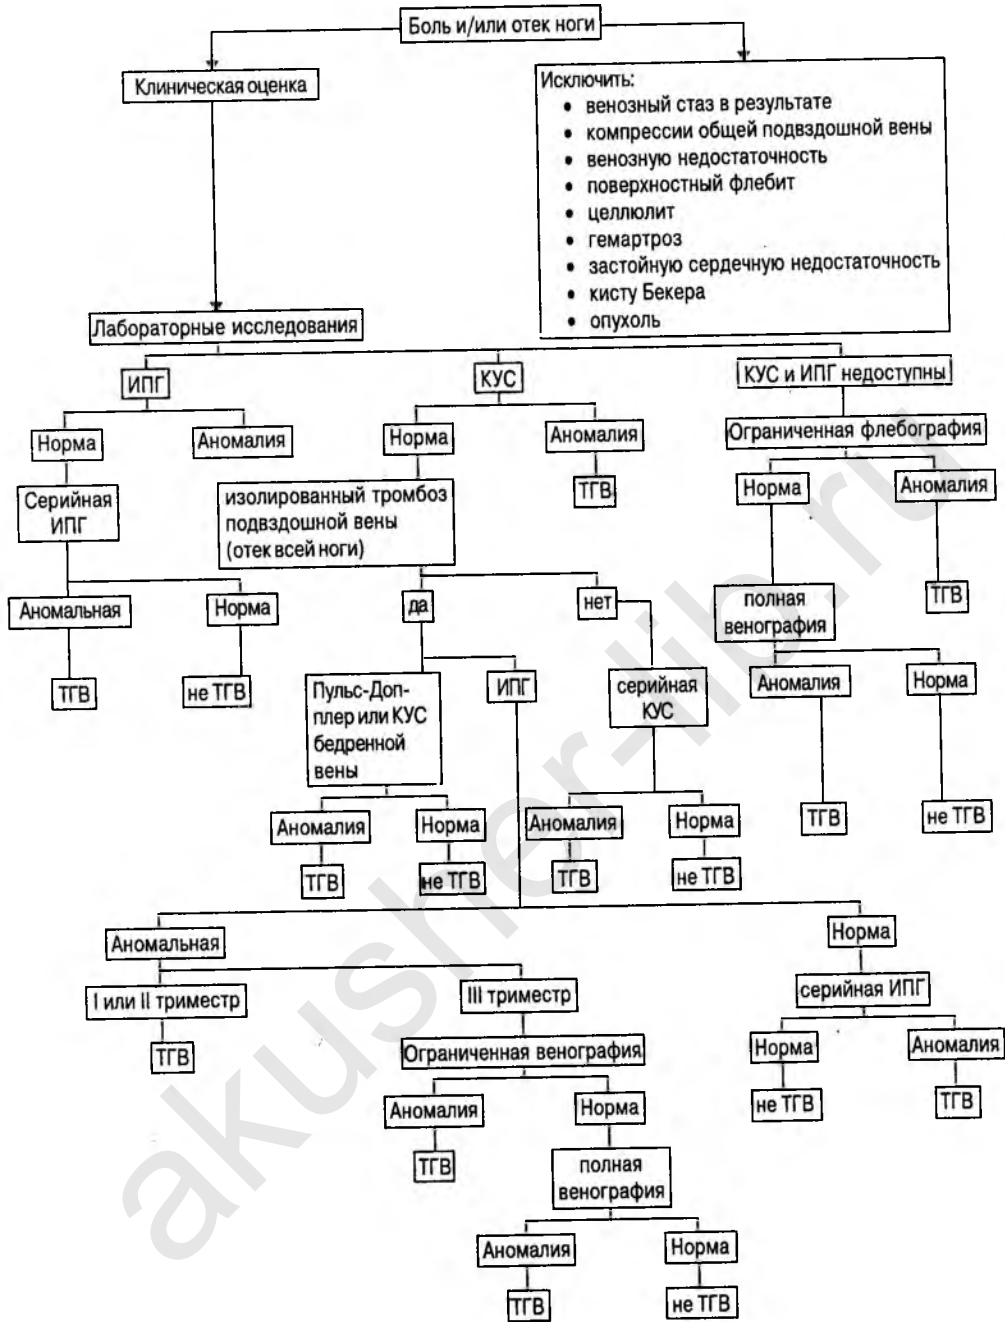 Боль и/или отек ноги
Клиническая оценка
Исключить:
• венозный стаз в результате
• компрессии общей подвздошной вены
• венозную недостаточность
• поверхностный флебит
• целлюлит
• гемартроз
• застойную сердечную недостаточность
• кисту Бекера
• опухоль
Лабораторные исследования
ИПГ
КУС
КУС и ИПГ недоступны
Норма
Аномалия
Норма
Аномалия
Ограниченная флебография
Серийная
ИПГ
изолированный тромбоз
подвздошной вены
(отек всей ноги)
ТГВ
Норма
Аномалия
Аномальная
Норма
да
нет
полная
венография
ТГВ
ТГВ
не ТГВ
Пульс-Доп-
плер или КУС
бедренной
вены
ИПГ
серийная
КУС
Аномалия
Норма
Аномалия
Норма
Аномалия
Норма
ТГВ
не ТГВ
ТГВ
не ТГВ
ТГВ
не ТГВ
Аномальная
Норма
I или II триместр
III триместр
серийная ИПГ
ТГВ
Ограниченная венография
Норма
Аномалия
Аномалия
Норма
не ТГВ
ТГВ
ТГВ
полная
венография
Аномалия
Норма
ТГВ
не ТГВ
akusher-lib.ru